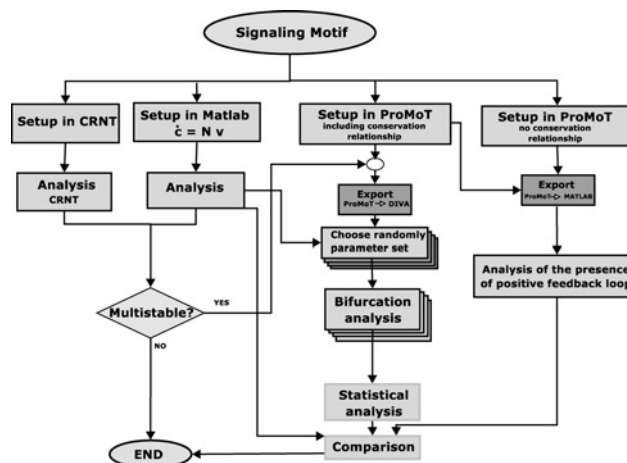 Signaling Motif
Setup in CRNT
Setup in Matlab
ċ = N v
Setup in ProMoT
including conservation
relationship
Setup in ProMoT
no conservation
relationship
Analysis
CRNT
Analysis
Export
ProMoT -▷ DIVA
Export
ProMoT -▷ MATLAB
Choose randomly
parameter set
Analysis of the presence
of positive feedback loop
Multistable?
YES
NO
Bifurcation
analysis
Statistical
analysis
Comparison
END